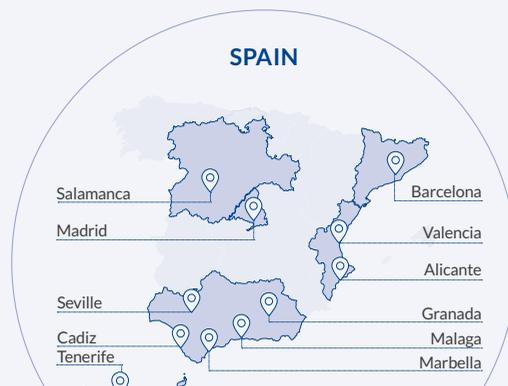 SPAIN
Salamanca
Barcelona
Madrid
Valencia
Alicante
Seville
Granada
Cadiz
Malaga
Tenerife
Marbella